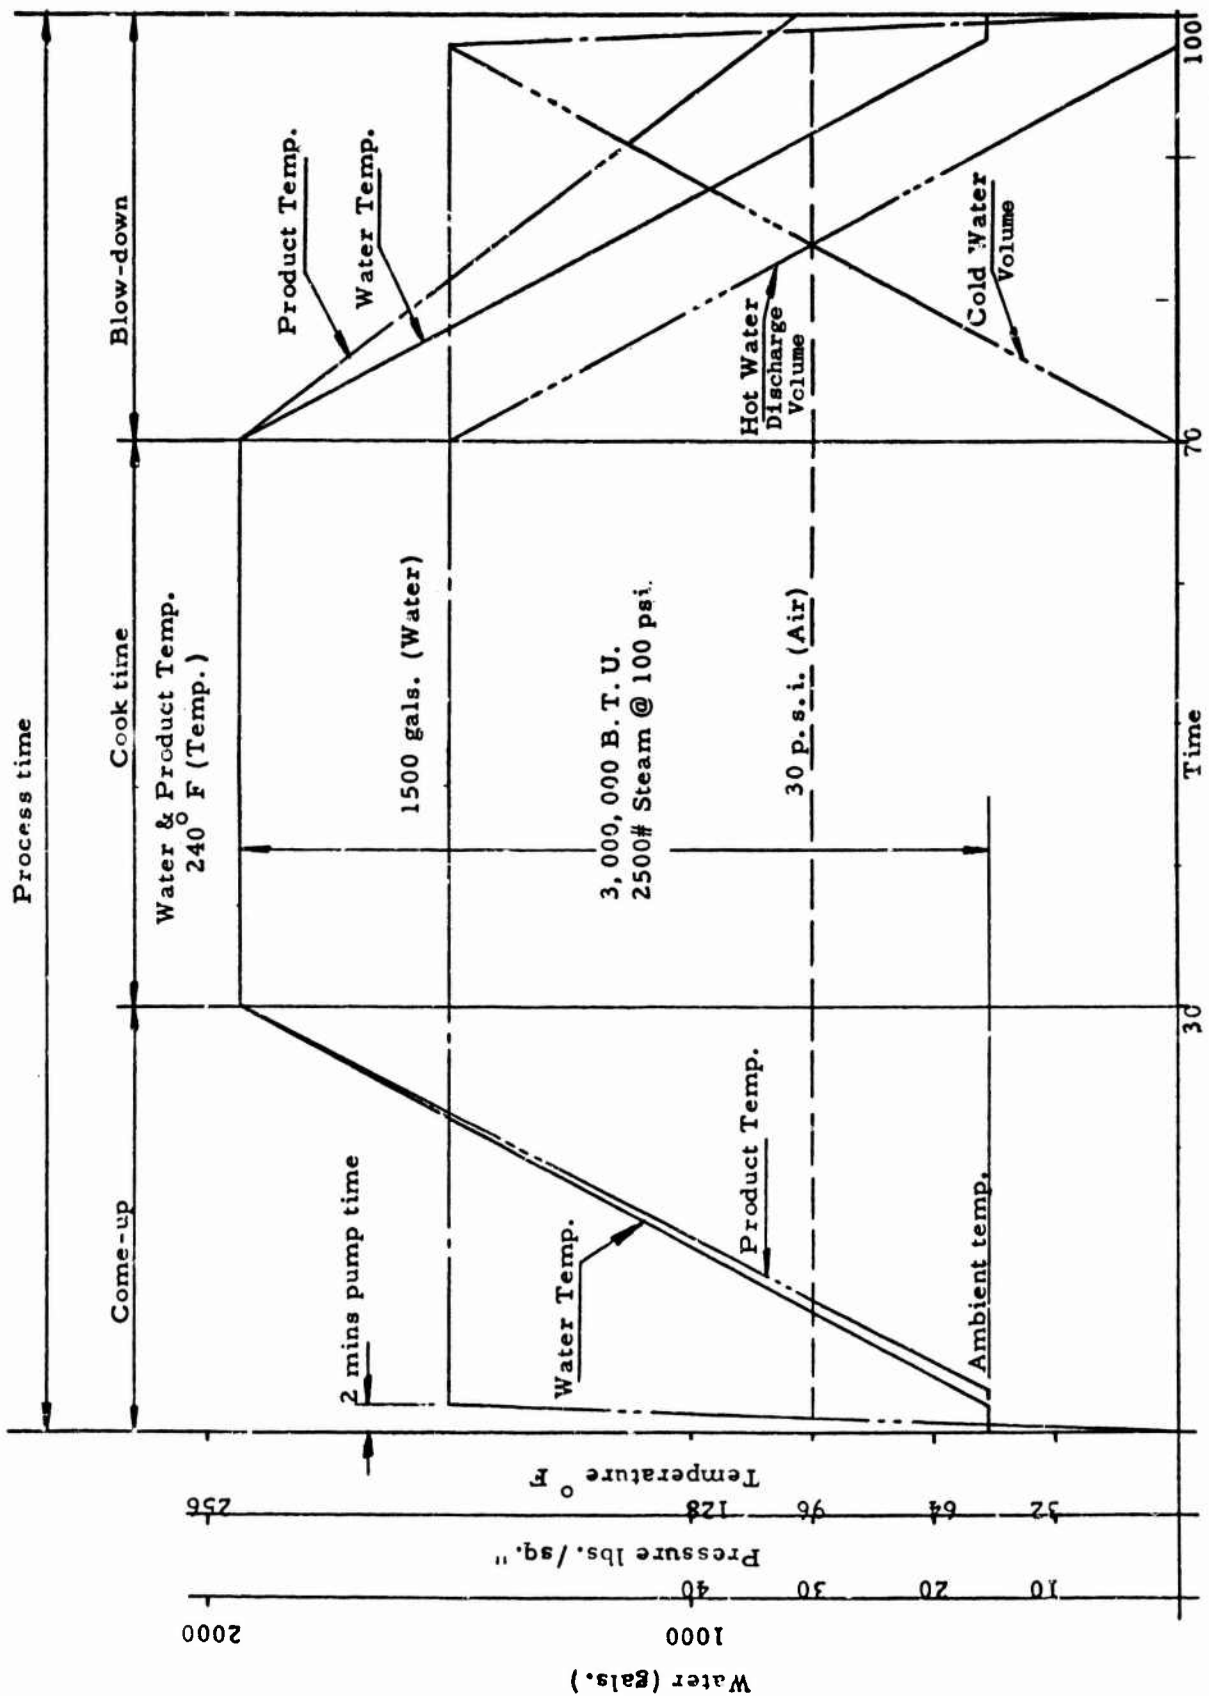 Process time
Come-up
Cook time
Blow-down
Water & Product Temp.
240° F (Temp.)
2 mins pump time
1500 gals. (Water)
Product Temp.
Water Temp.
3,000,000 B. T. U.
2500# Steam @ 100 psi.
Water Temp.
Product Temp.
30 p. s. i. (Air)
Hot Water
Discharge
Volume
Cold Water
Volume
Ambient temp.
30
70
100
Time
Temperature ° F
256
128
96
64
32
Pressure lbs. /sq."
40
30
20
10
2000
1000
Water (gals.)